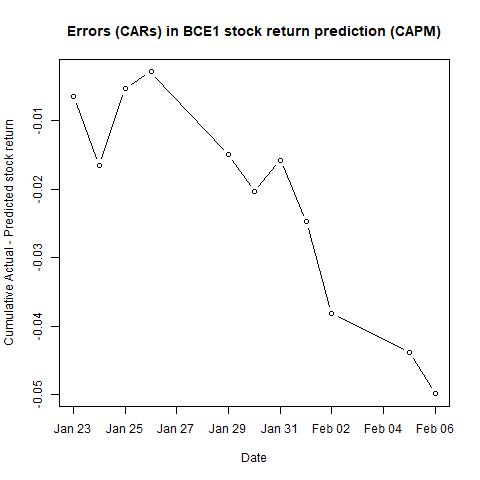 Errors (CARs) in BCE1 stock return prediction (CAPM)
Cumulative Actual - Predicted stock return
-0.01
-0.02
-0.03
-0.04
-0.05
Jan 23 Jan 25 Jan 27 Jan 29 Jan 31 Feb 02 Feb 04 Feb 06
Date